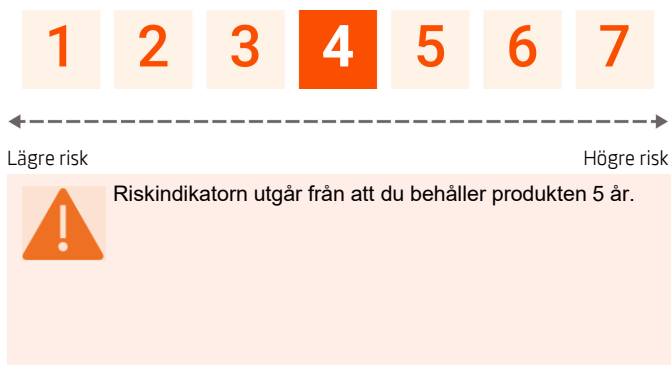 1 2 3 4 5 6 7
Lägre risk Högre risk
Riskindikatorn utgår från att du behåller produkten 5 år.